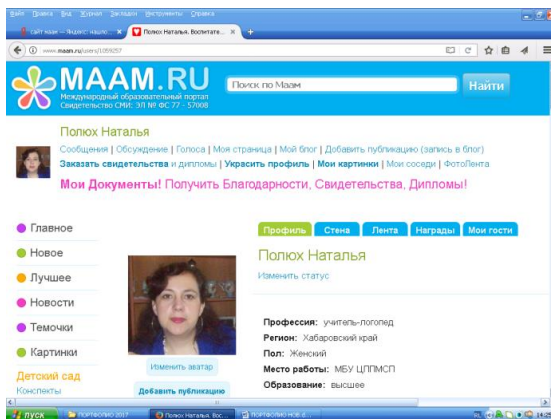 Файл Правка Вид Журнал Закладки Инструменты Справка
сайт маам — Яндекс: нашло...
Полюх Наталья. Воспитате...
www.maam.ru/users/1059257
MAAM.RU
Международный образовательный портал
Свидетельство СМИ: ЭЛ № ФС 77 - 57008
Поиск по Маам
Найти
Полюх Наталья
Сообщения | Обсуждение | Голоса | Моя страница | Мой блог | Добавить публикацию (запись в блог)
Заказать свидетельства и дипломы | Украсить профиль | Мои картинки | Мои соседи | ФотоЛента
Мои Документы! Получить Благодарности, Свидетельства, Дипломы!
Главное
Новое
Лучшее
Новости
Темочки
Картинки
Детский сад
Конспекты
Изменить аватар
Добавить публикацию
Профиль Стена Лента Награды Мои гости
Полюх Наталья
Изменить статус
Профессия: учитель-логопед
Регион: Хабаровский край
Пол: Женский
Место работы: МБУ ЦППМСП
Образование: высшее
пуск
ПОРТФОЛИО 2017
Полюх Наталья. Вос...